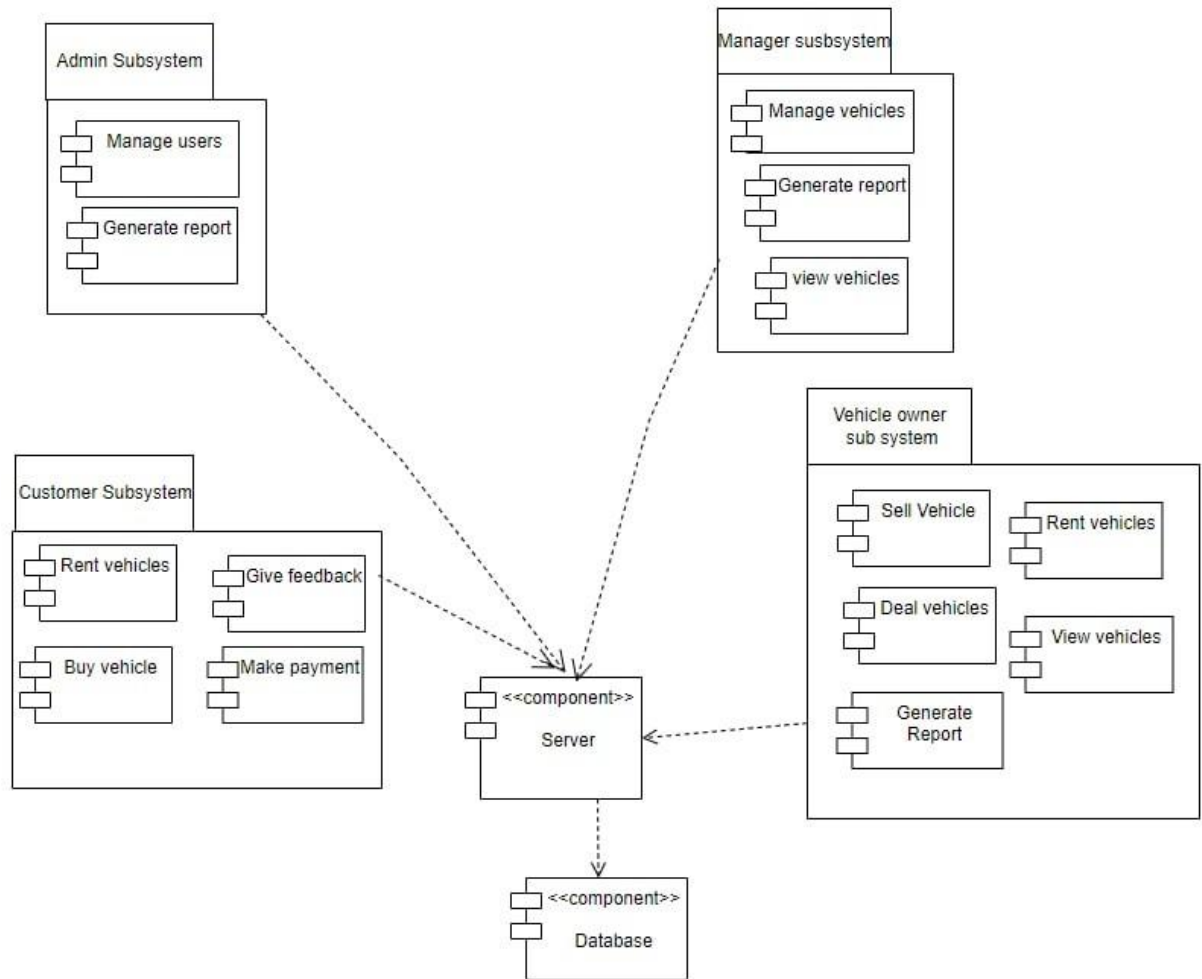 Admin Subsystem
Manage users
Generate report
Manager susbsystem
Manage vehicles
Generate report
view vehicles
Customer Subsystem
Rent vehicles
Give feedback
Buy vehicle
Make payment
Vehicle owner
sub system
Sell Vehicle
Rent vehicles
Deal vehicles
View vehicles
Generate
Report
<<component>>
Server
<<component>>
Database